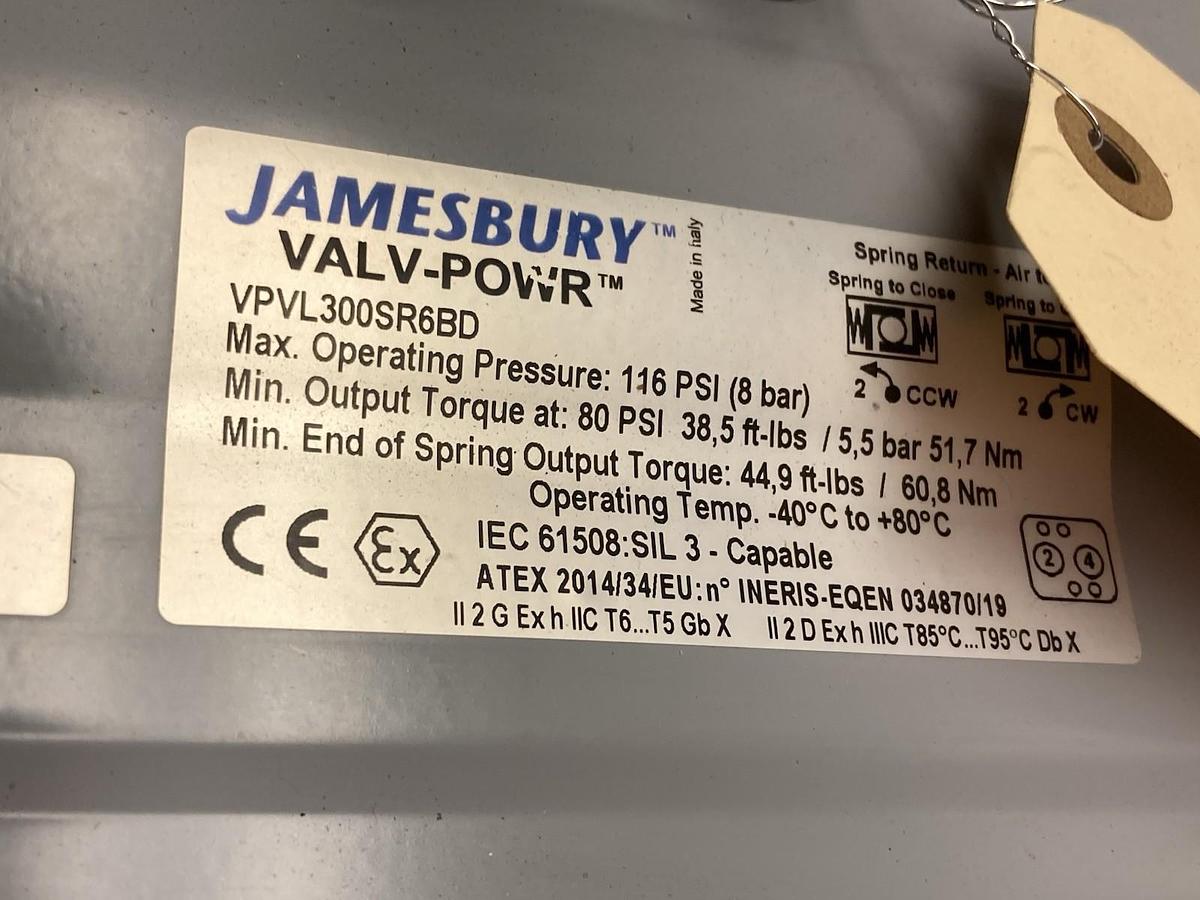 JAMESBURY™
VALV-POWR™
Made in Italy
VPVL300SR6BD
Max. Operating Pressure: 116 PSI (8 bar)
Min. Output Torque at: 80 PSI 38,5 ft-lbs / 5,5 bar 51,7 Nm
Min. End of Spring Output Torque: 44,9 ft-lbs / 60,8 Nm
Operating Temp. -40°C to +80°C
IEC 61508:SIL 3 - Capable
ATEX 2014/34/EU:n° INERIS-EQEN 034870/19
II 2 G Ex h IIC T6...T5 Gb X II 2 D Ex h IIIC T85°C...T95°C Db X
CE Ex
Spring Return - Air
Spring to Close Spring to
2 CCW 2 CW
2 4